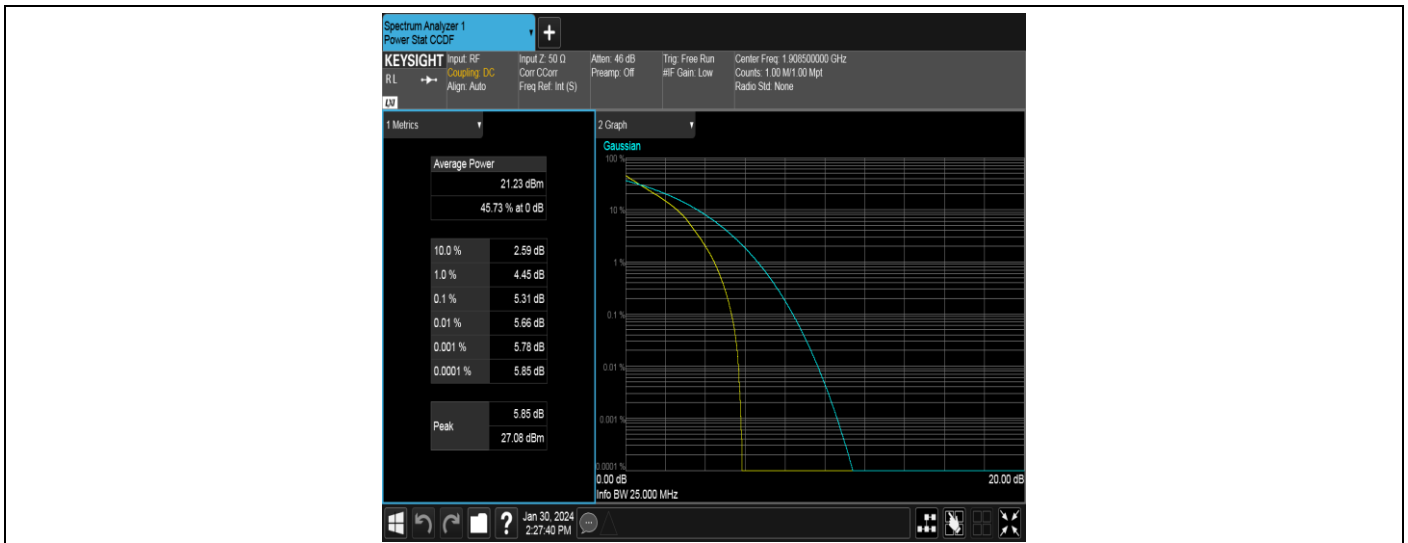 Spectrum Analyzer 1
Power Stat CCDF
+
KEYSIGHT
RL
LXI
Input: RF
Coupling: DC
Align: Auto
Input Z: 50 Ω
Corr CCorr
Freq Ref: Int (S)
Atten: 46 dB
Preamp: Off
Trig: Free Run
#IF Gain: Low
Center Freq: 1.908500000 GHz
Counts: 1.00 M/1.00 Mpt
Radio Std: None
1 Metrics
Average Power
21.23 dBm
45.73 % at 0 dB
10.0 % 2.59 dB
1.0 % 4.45 dB
0.1 % 5.31 dB
0.01 % 5.66 dB
0.001 % 5.78 dB
0.0001 % 5.85 dB
Peak
5.85 dB
27.08 dBm
2 Graph
Gaussian
100 %
10 %
1 %
0.1 %
0.01 %
0.001 %
0.0001 %
0.00 dB 20.00 dB
Info BW 25.000 MHz
?
Jan 30, 2024
2:27:40 PM